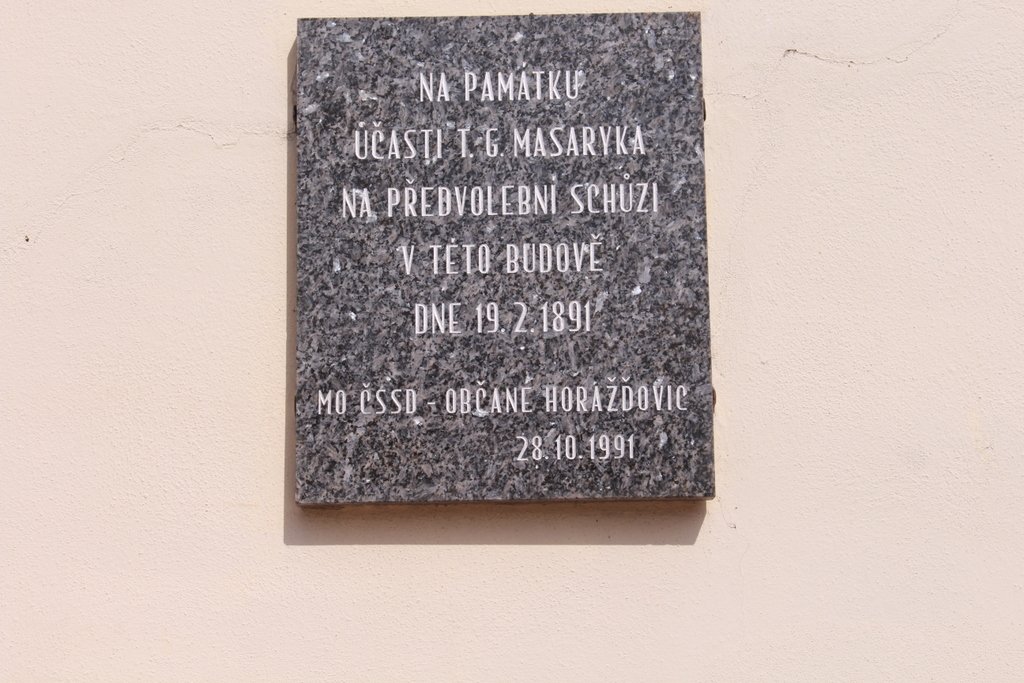 NA PAMÁTKU
ÚČASTI T. G. MASARYKA
NA PŘEDVOLEBNÍ SCHŮZI
V TÉTO BUDOVĚ
DNE 19. 2. 1891
MO ČSSD - OBČANÉ HORAŽĎOVIC
28. 10. 1991